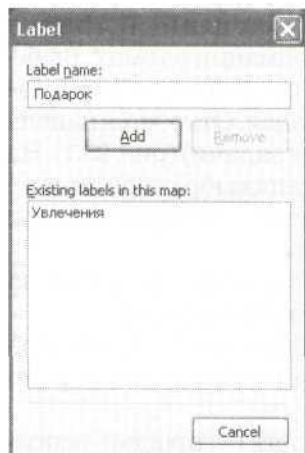 Label
Label name:
Подарок
Add
Remove
Existing labels in this map:
Увлечения
Cancel